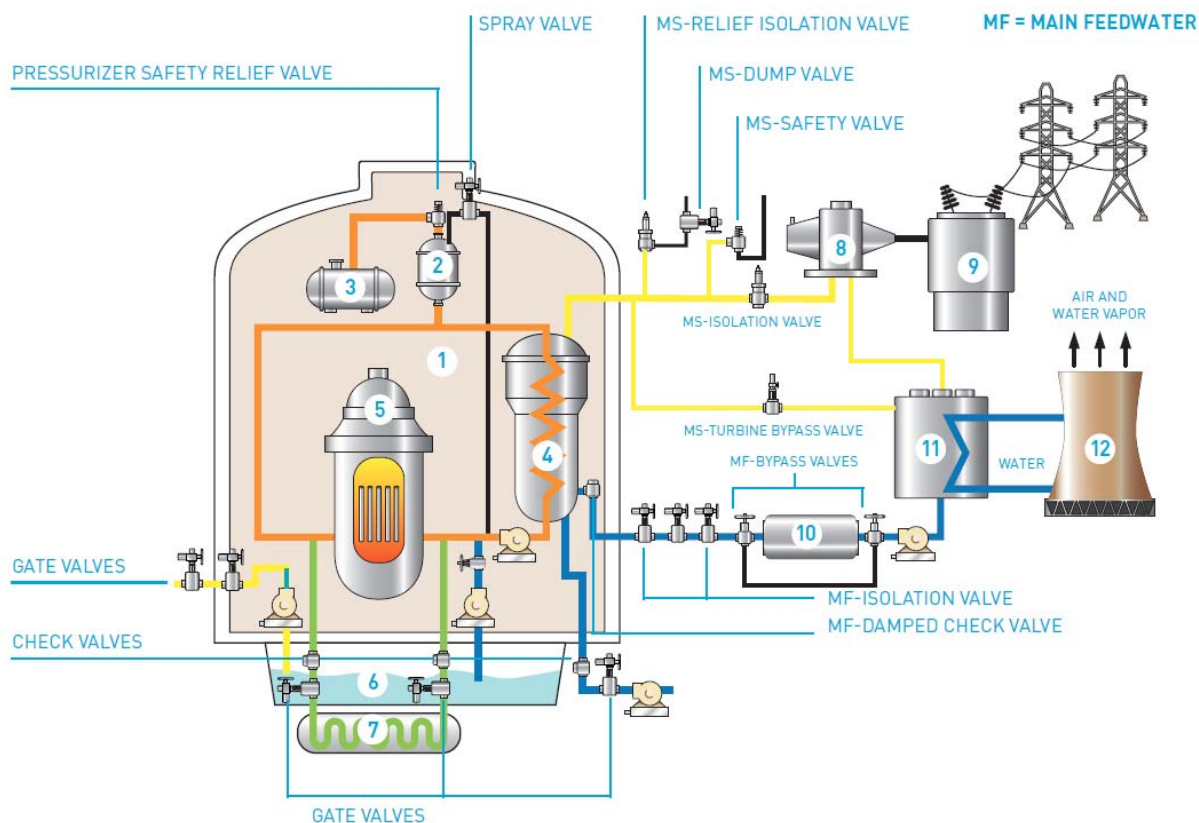 SPRAY VALVE
MS-RELIEF ISOLATION VALVE
MF = MAIN FEEDWATER
PRESSURIZER SAFETY RELIEF VALVE
MS-DUMP VALVE
MS-SAFETY VALVE
8
9
2
3
MS-ISOLATION VALVE
AIR AND
WATER VAPOR
1
5
4
MS-TURBINE BYPASS VALVE
MF-BYPASS VALVES
11
WATER
12
10
GATE VALVES
MF-ISOLATION VALVE
MF-DAMPED CHECK VALVE
CHECK VALVES
6
7
GATE VALVES